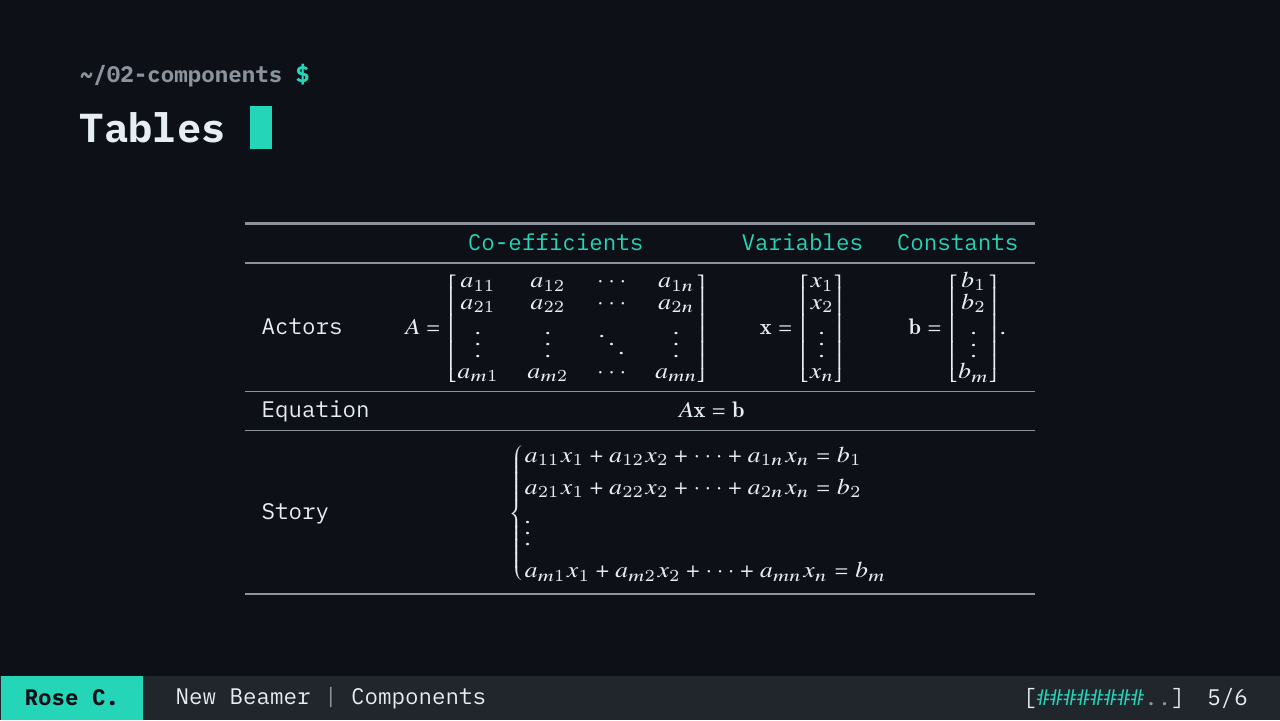 ~/02-components $
Tables
Co-efficients Variables Constants
Actors A = [a₁₁ a₁₂ ⋯ a₁ₙ
a₂₁ a₂₂ ⋯ a₂ₙ
⋮ ⋮ ⋱ ⋮
aₘ₁ aₘ₂ ⋯ aₘₙ] x = [x₁
x₂
⋮
xₙ] b = [b₁
b₂
⋮
bₘ].
Equation Ax = b
Story { a₁₁x₁ + a₁₂x₂ + ⋯ + a₁ₙxₙ = b₁
a₂₁x₁ + a₂₂x₂ + ⋯ + a₂ₙxₙ = b₂
⋮
aₘ₁x₁ + aₘ₂x₂ + ⋯ + aₘₙxₙ = bₘ
Rose C. New Beamer | Components [########..] 5/6